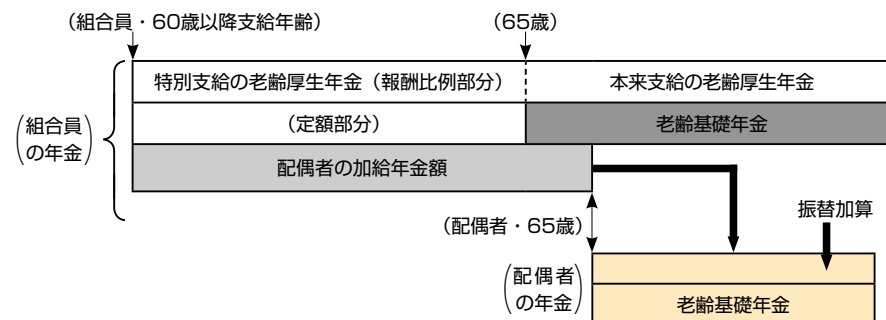 （組合員・60歳以降支給年齢）
（65歳）
特別支給の老齢厚生年金（報酬比例部分）
本来支給の老齢厚生年金
（定額部分）
老齢基礎年金
組合員
の年金
配偶者の加給年金額
（配偶者・65歳）
振替加算
配偶者
の年金
老齢基礎年金